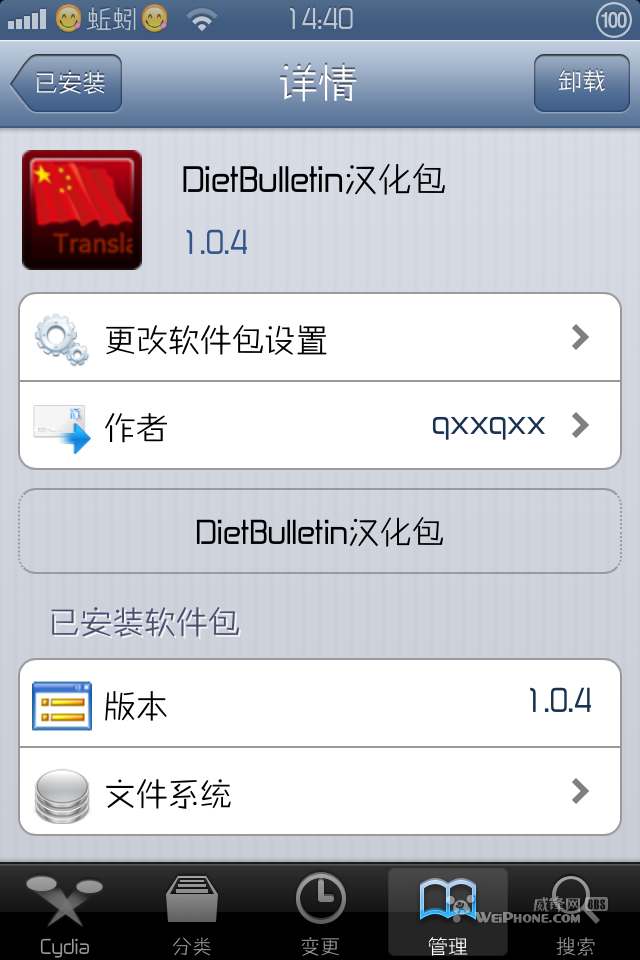 蚯蚓 14:40 100
已安装 详情 卸载
DietBulletin汉化包
1.0.4
Transla
更改软件包设置
作者 qxxqxx
DietBulletin汉化包
已安装软件包
版本 1.0.4
文件系统
威锋网 BBS
WEIPHONE.COM
Cydia 分类 变更 管理 搜索